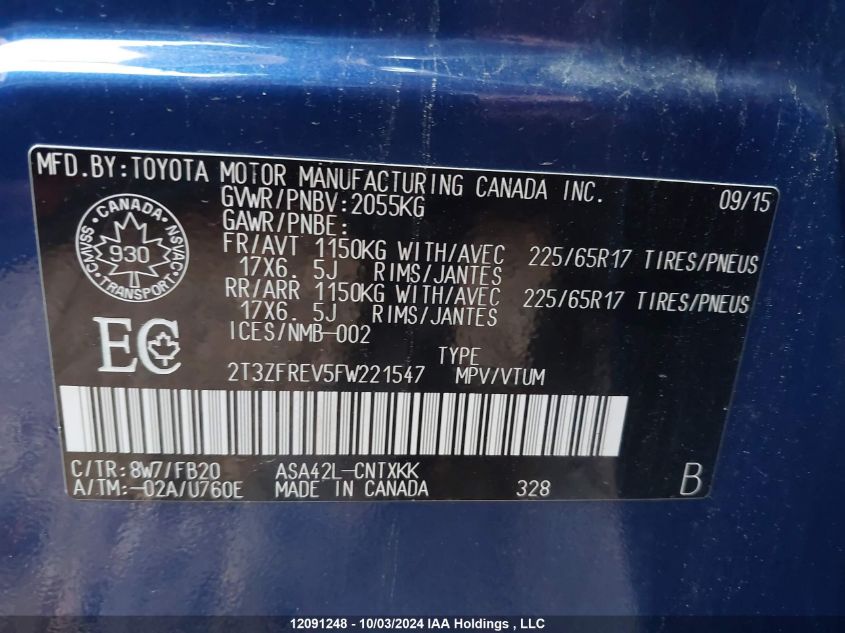 MFD.BY:TOYOTA MOTOR MANUFACTURING CANADA INC. 09/15
GVWR/PNBV:2055KG
GAWR/PNBE:
FR/AVT 1150KG WITH/AVEC 225/65R17 TIRES/PNEUS
17X6. 5J RIMS/JANTES
RR/ARR 1150KG WITH/AVEC 225/65R17 TIRES/PNEUS
17X6. 5J RIMS/JANTES
ICES/NMB-002
CANADA
CMVSS 930 NSVAC
TRANSPORT
EC
TYPE
2T3ZFREV5FW221547 MPV/VTUM
C/TR:8W7/FB20 ASA42L-CNTXKK
A/TM:-02A/U760E MADE IN CANADA 328 B
12091248 - 10/03/2024 IAA Holdings , LLC